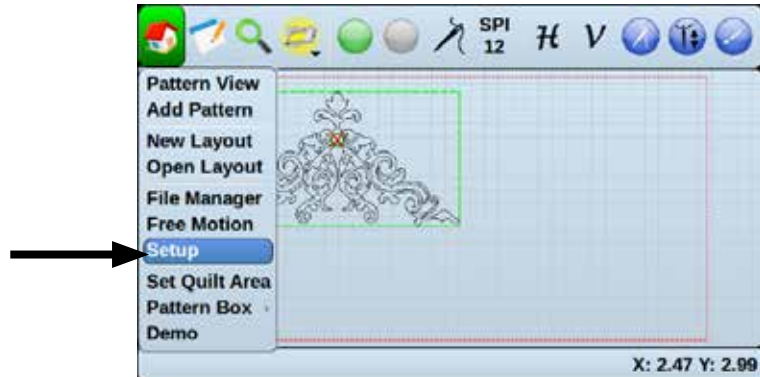 SPI
12
H V
Pattern View
Add Pattern
New Layout
Open Layout
File Manager
Free Motion
Setup
Set Quilt Area
Pattern Box
Demo
X: 2.47 Y: 2.99